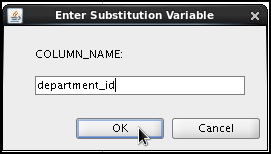 Enter Substitution Variable
COLUMN_NAME:
department_id
OK
Cancel